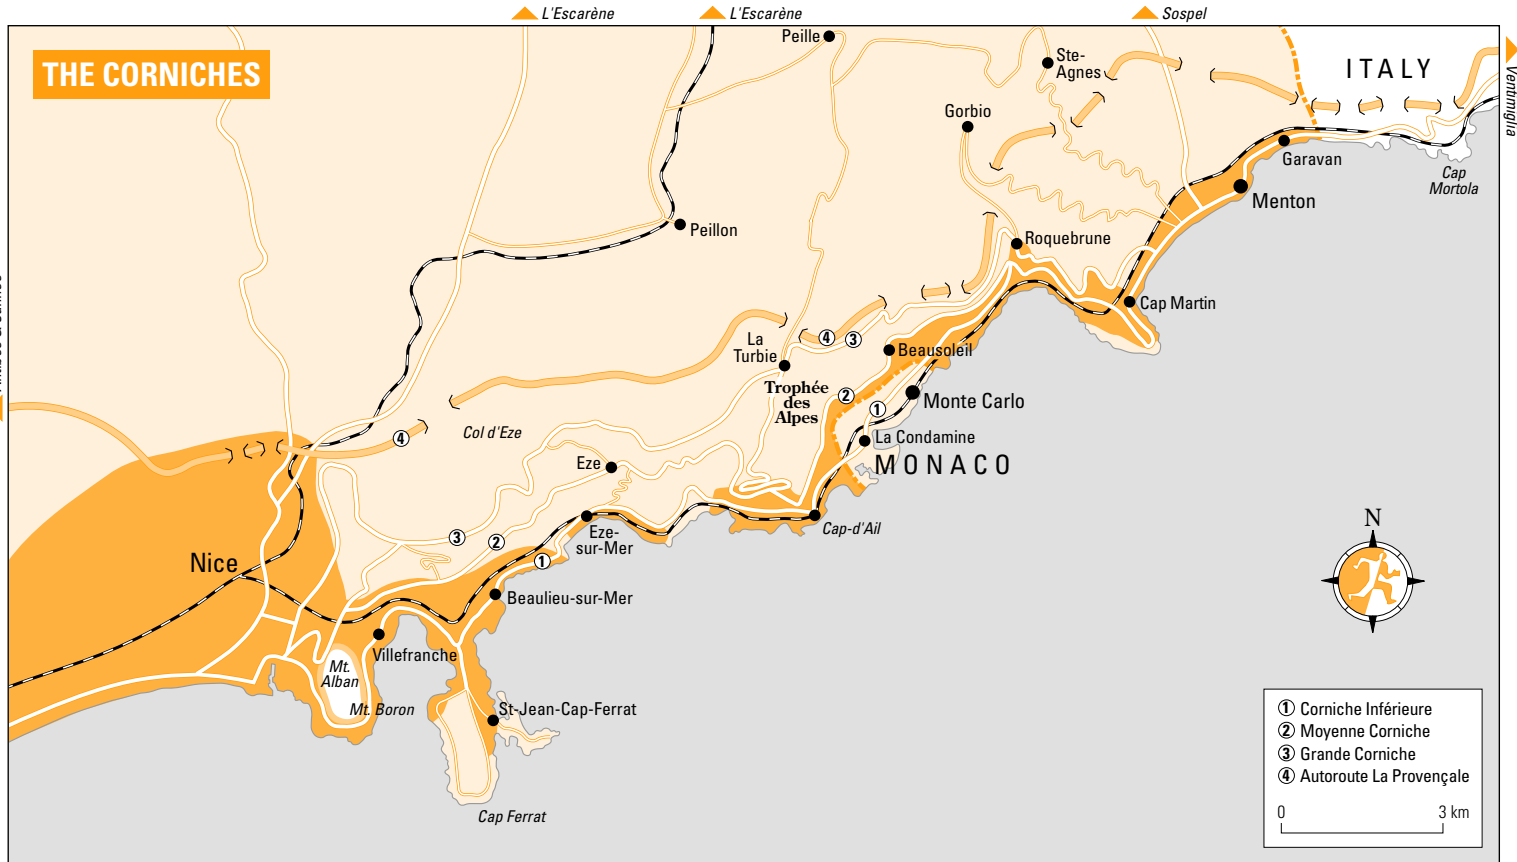 L'Escarène
L'Escarène
Sospel
THE CORNICHES
Peille
Ste-
Agnes
ITALY
Ventimiglia
Gorbio
Garavan
Cap
Mortola
Menton
Peillon
Roquebrune
Cap Martin
La
Turbie
4
3
Beausoleil
Trophée
des
Alpes
2
1
Monte Carlo
4
Col d'Eze
La Condamine
MONACO
Eze
Cap-d'Ail
3
2
Eze-
sur-Mer
1
Nice
Beaulieu-sur-Mer
N
Villefranche
Mt.
Alban
Mt. Boron
St-Jean-Cap-Ferrat
Cap Ferrat
1 Corniche Inférieure
2 Moyenne Corniche
3 Grande Corniche
4 Autoroute La Provençale
0 3 km